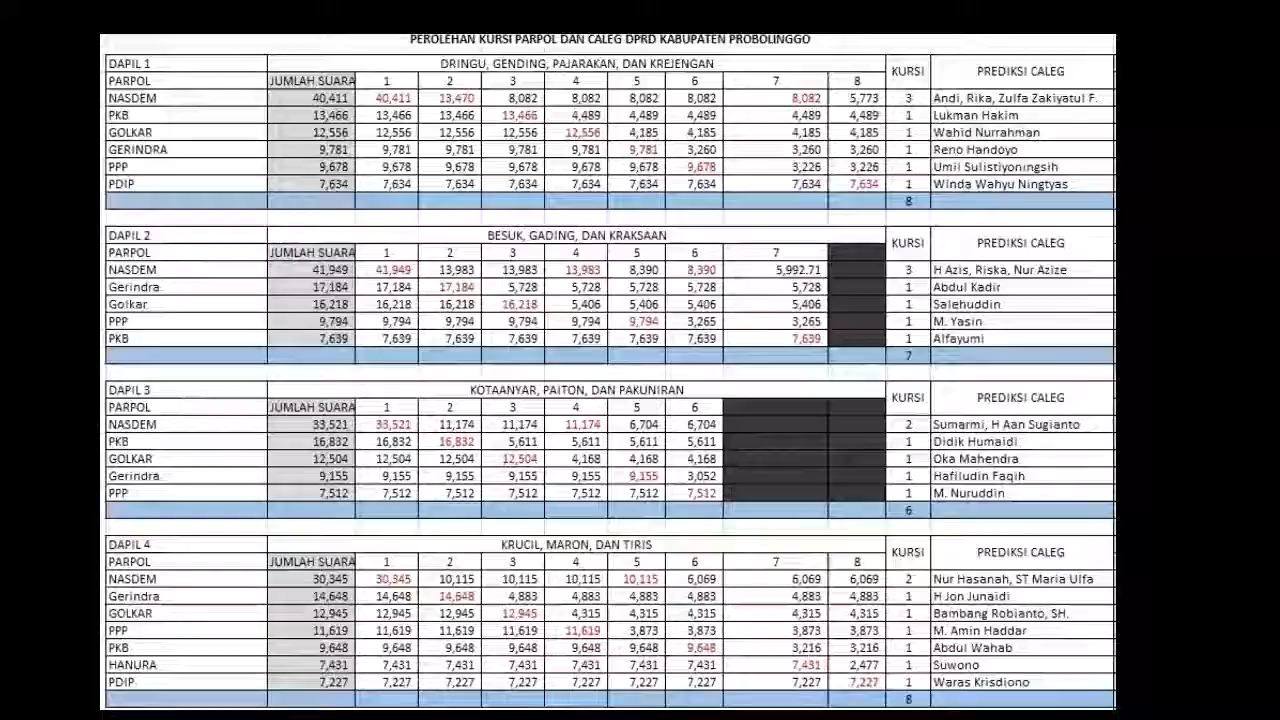 PEROLEHAN KURSI PARPOL DAN CALEG DPRD KABUPATEN PROBOLINGGO
DAPIL 1 DRINGU, GENDING, PAJARAKAN, DAN KREJENGAN KURSI PREDIKSI CALEG
PARPOL JUMLAH SUARA 1 2 3 4 5 6 7 8
NASDEM 40,411 40,411 13,470 8,082 8,082 8,082 8,082 8,082 5,773 3 Andi, Rika, Zulfa Zakiyatul F.
PKB 13,466 13,466 13,466 13,466 4,489 4,489 4,489 4,489 4,489 1 Lukman Hakim
GOLKAR 12,556 12,556 12,556 12,556 12,556 4,185 4,185 4,185 4,185 1 Wahid Nurrahman
GERINDRA 9,781 9,781 9,781 9,781 9,781 9,781 3,260 3,260 3,260 1 Reno Handoyo
PPP 9,678 9,678 9,678 9,678 9,678 9,678 9,678 3,226 3,226 1 Umil Sulistiyoningsih
PDIP 7,634 7,634 7,634 7,634 7,634 7,634 7,634 7,634 7,634 1 Winda Wahyu Ningtyas
8
DAPIL 2 BESUK, GADING, DAN KRAKSAAN KURSI PREDIKSI CALEG
PARPOL JUMLAH SUARA 1 2 3 4 5 6 7
NASDEM 41,949 41,949 13,983 13,983 13,983 8,390 8,390 5,992.71 3 H Azis, Riska, Nur Azize
Gerindra 17,184 17,184 17,184 5,728 5,728 5,728 5,728 5,728 1 Abdul Kadir
Golkar 16,218 16,218 16,218 16,218 5,406 5,406 5,406 5,406 1 Salehuddin
PPP 9,794 9,794 9,794 9,794 9,794 9,794 3,265 3,265 1 M. Yasin
PKB 7,639 7,639 7,639 7,639 7,639 7,639 7,639 7,639 1 Alfayumi
7
DAPIL 3 KOTAANYAR, PAITON, DAN PAKUNIRAN KURSI PREDIKSI CALEG
PARPOL JUMLAH SUARA 1 2 3 4 5 6
NASDEM 33,521 33,521 11,174 11,174 11,174 6,704 6,704 2 Sumarmi, H Aan Sugianto
PKB 16,832 16,832 16,832 5,611 5,611 5,611 5,611 1 Didik Humaidi
GOLKAR 12,504 12,504 12,504 12,504 4,168 4,168 4,168 1 Oka Mahendra
Gerindra 9,155 9,155 9,155 9,155 9,155 9,155 3,052 1 Hafiludin Faqih
PPP 7,512 7,512 7,512 7,512 7,512 7,512 7,512 1 M. Nuruddin
6
DAPIL 4 KRUCIL, MARON, DAN TIRIS KURSI PREDIKSI CALEG
PARPOL JUMLAH SUARA 1 2 3 4 5 6 7 8
NASDEM 30,345 30,345 10,115 10,115 10,115 10,115 6,069 6,069 6,069 2 Nur Hasanah, ST Maria Ulfa
Gerindra 14,648 14,648 14,648 4,883 4,883 4,883 4,883 4,883 4,883 1 H Jon Junaidi
GOLKAR 12,945 12,945 12,945 12,945 4,315 4,315 4,315 4,315 4,315 1 Bambang Robianto, SH.
PPP 11,619 11,619 11,619 11,619 11,619 3,873 3,873 3,873 3,873 1 M. Amin Haddar
PKB 9,648 9,648 9,648 9,648 9,648 9,648 9,648 3,216 3,216 1 Abdul Wahab
HANURA 7,431 7,431 7,431 7,431 7,431 7,431 7,431 7,431 2,477 1 Suwono
PDIP 7,227 7,227 7,227 7,227 7,227 7,227 7,227 7,227 7,227 1 Waras Krisdiono
8